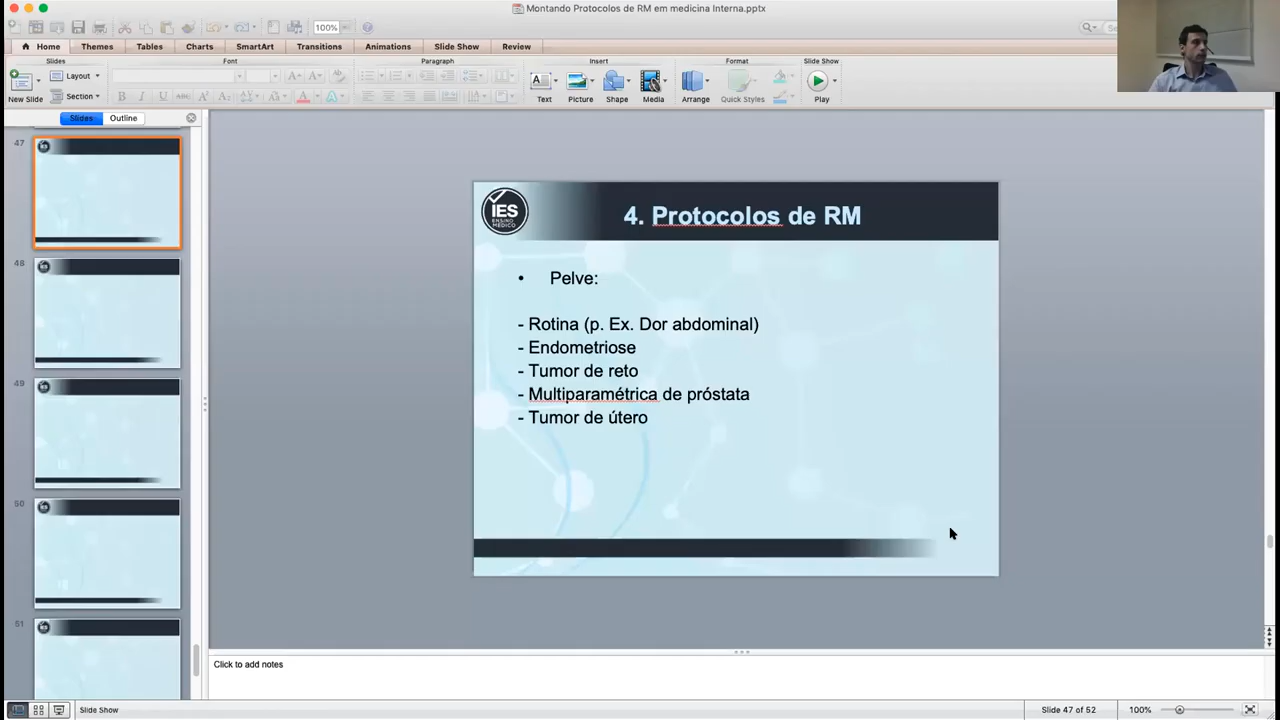 Montando Protocolos de RM em medicina Interna.pptx
100%
Home
Themes
Tables
Charts
SmartArt
Transitions
Animations
Slide Show
Review
Slides
Font
Paragraph
Insert
Format
Slide Show
New Slide
Layout
Section
Text
Picture
Shape
Media
Arrange
Quick Styles
Play
Slides
Outline
47
48
49
50
51
IES
ENSINO
MÉDICO
4. Protocolos de RM
• Pelve:
- Rotina (p. Ex. Dor abdominal)
- Endometriose
- Tumor de reto
- Multiparamétrica de próstata
- Tumor de útero
Click to add notes
Slide Show
Slide 47 of 52
100%